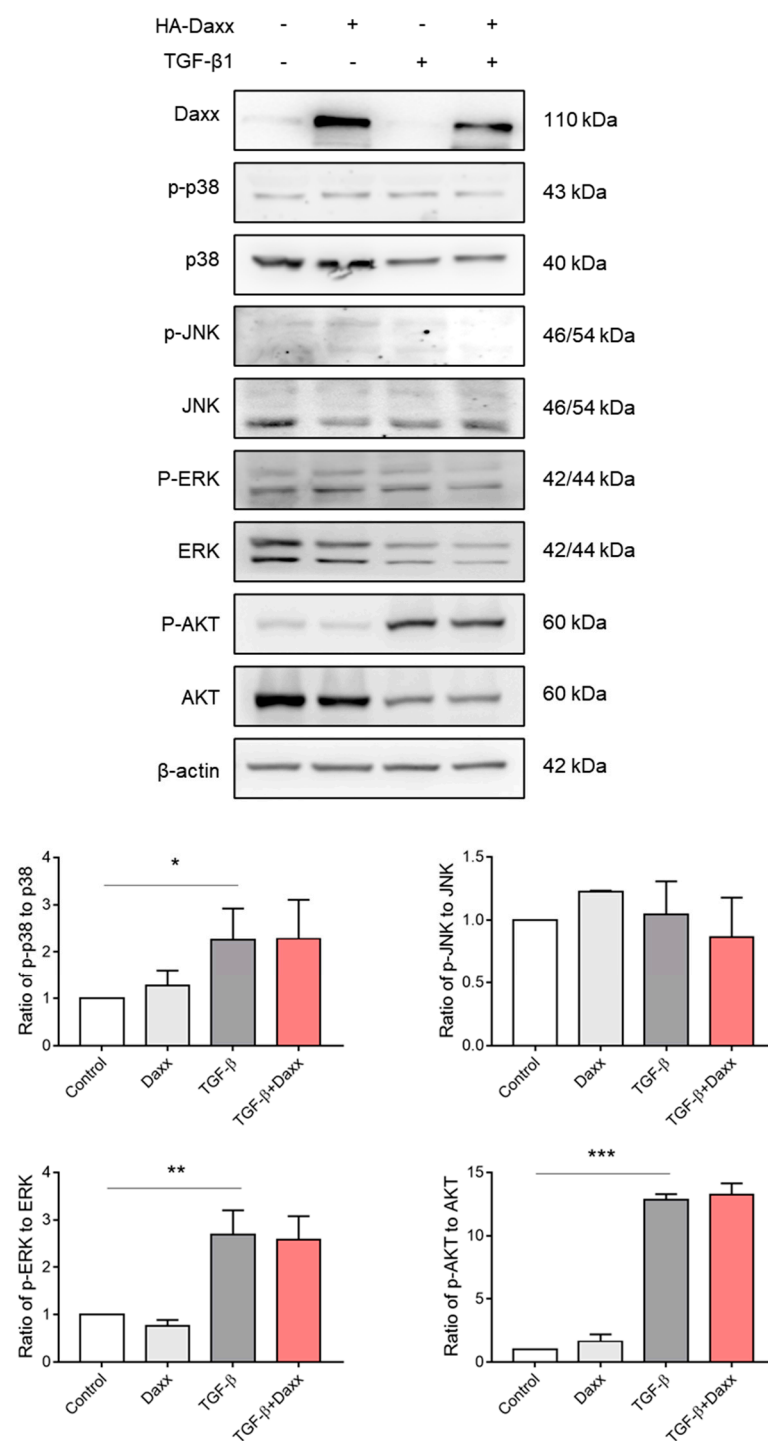 HA-Daxx - + - +
TGF-β1 - - + +
Daxx 110 kDa
p-p38 43 kDa
p38 40 kDa
p-JNK 46/54 kDa
JNK 46/54 kDa
P-ERK 42/44 kDa
ERK 42/44 kDa
P-AKT 60 kDa
AKT 60 kDa
β-actin 42 kDa
Ratio of p-p38 to p38
4
3
2
1
0
*
Control Daxx TGF-β TGF-β+Daxx
Ratio of p-JNK to JNK
1.5
1.0
0.5
0.0
Control Daxx TGF-β TGF-β+Daxx
Ratio of p-ERK to ERK
4
3
2
1
0
**
Control Daxx TGF-β TGF-β+Daxx
Ratio of p-AKT to AKT
15
10
5
0
***
Control Daxx TGF-β TGF-β+Daxx